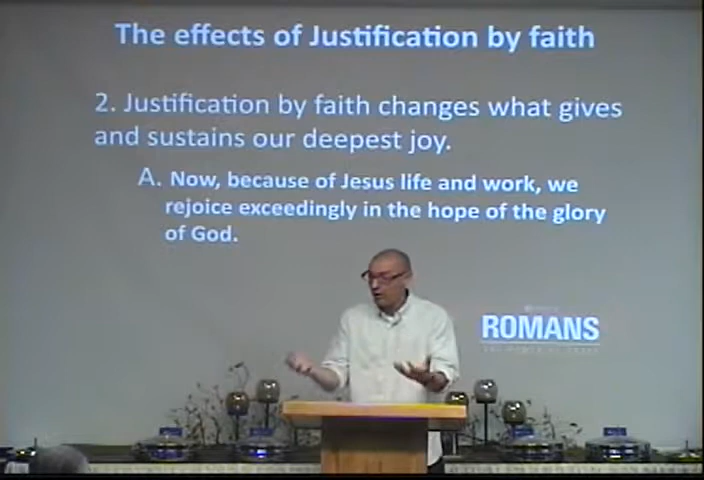 The effects of Justification by faith
2. Justification by faith changes what gives
and sustains our deepest joy.
A. Now, because of Jesus life and work, we
rejoice exceedingly in the hope of the glory
of God.
ROMANS